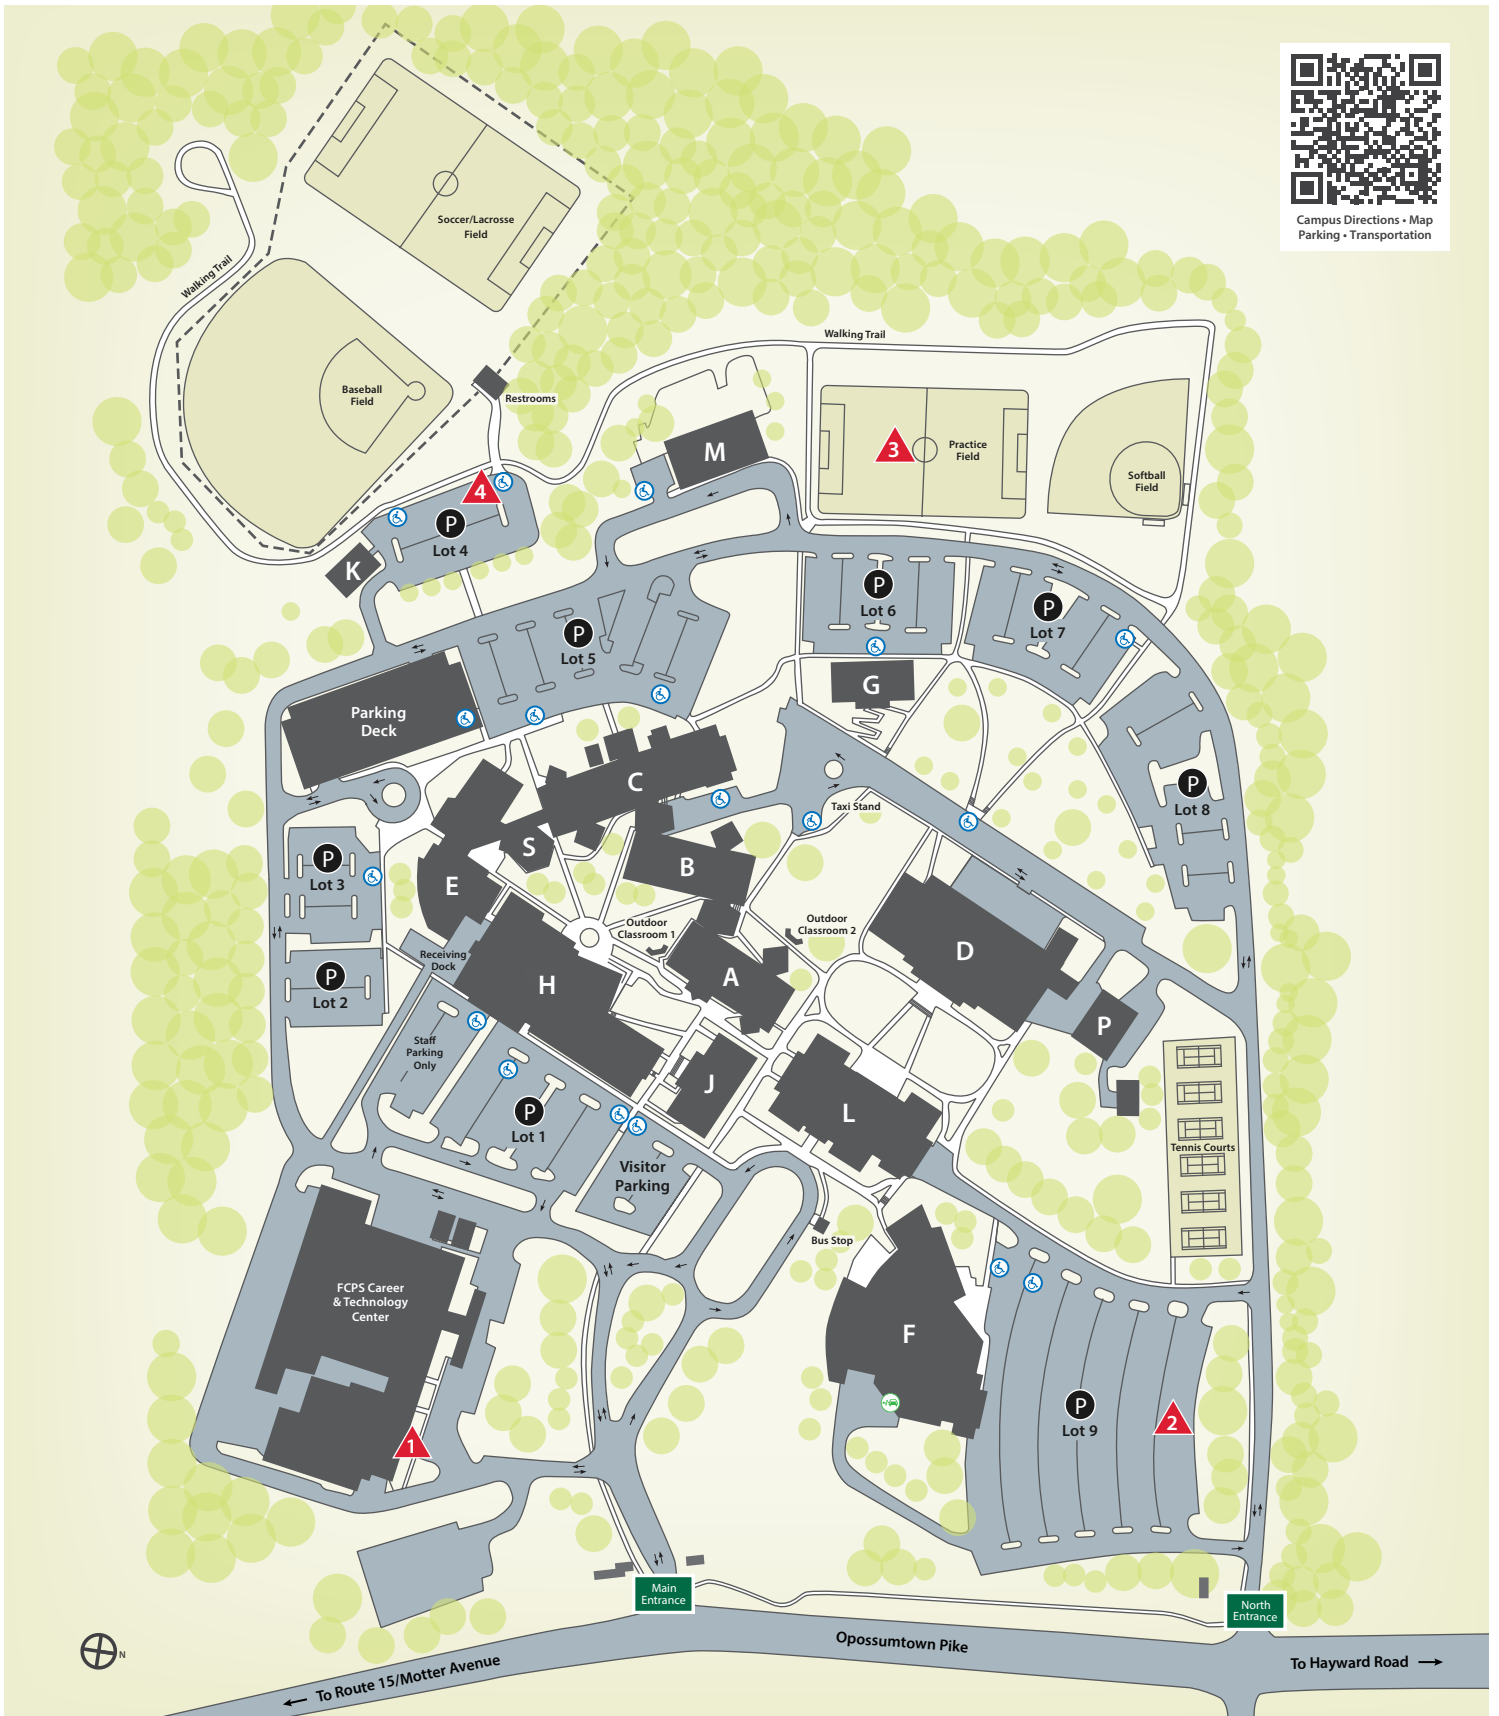 Campus Directions • Map
Parking • Transportation
Soccer/Lacrosse
Field
Walking Trail
Walking Trail
Baseball
Field
Restrooms
M
3
Practice
Field
Softball
Field
4
P
Lot 4
K
P
Lot 6
P
Lot 7
P
Lot 5
G
Parking
Deck
C
P
Lot 8
Taxi Stand
S
B
P
Lot 3
E
Outdoor
Classroom 1
Outdoor
Classroom 2
D
Receiving
Dock
A
H
P
Lot 2
P
Staff
Parking
Only
J
L
P
Lot 1
Tennis Courts
Visitor
Parking
Bus Stop
FCPS Career
& Technology
Center
F
P
Lot 9
2
1
Main
Entrance
North
Entrance
N
Opossumtown Pike
To Hayward Road
To Route 15/Motter Avenue